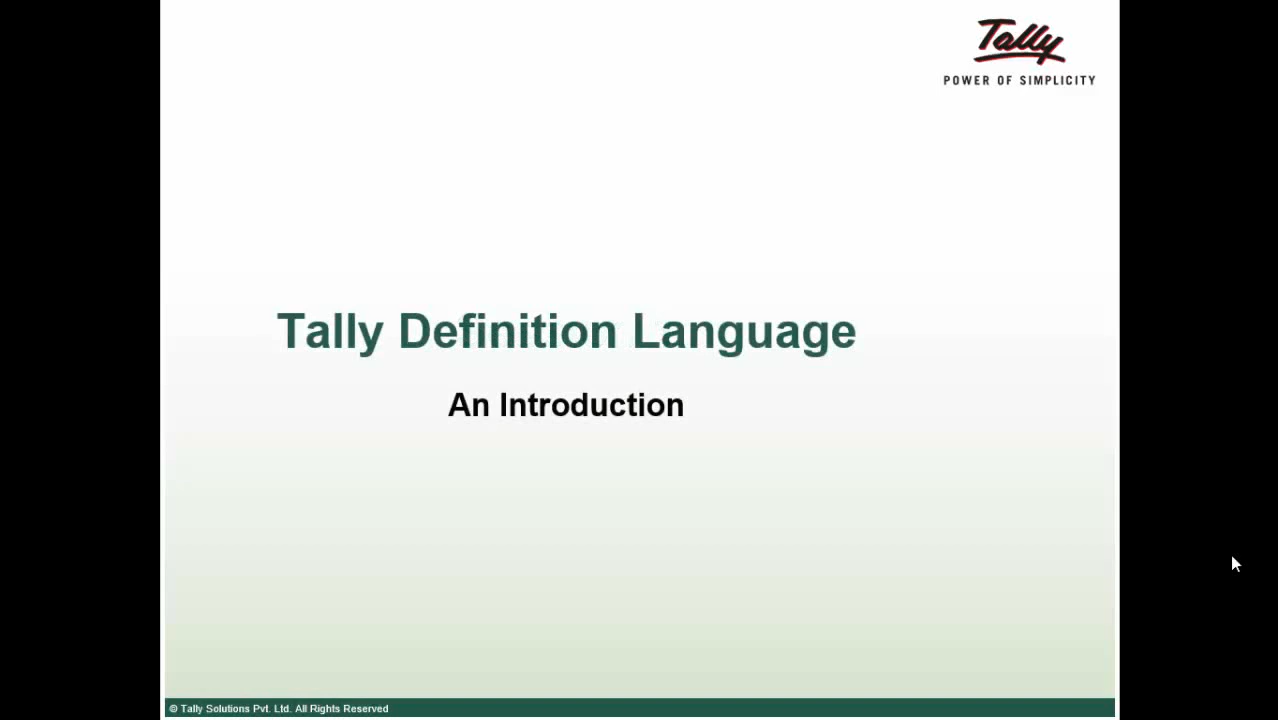 Tally
POWER OF SIMPLICITY
Tally Definition Language
An Introduction
© Tally Solutions Pvt. Ltd. All Rights Reserved